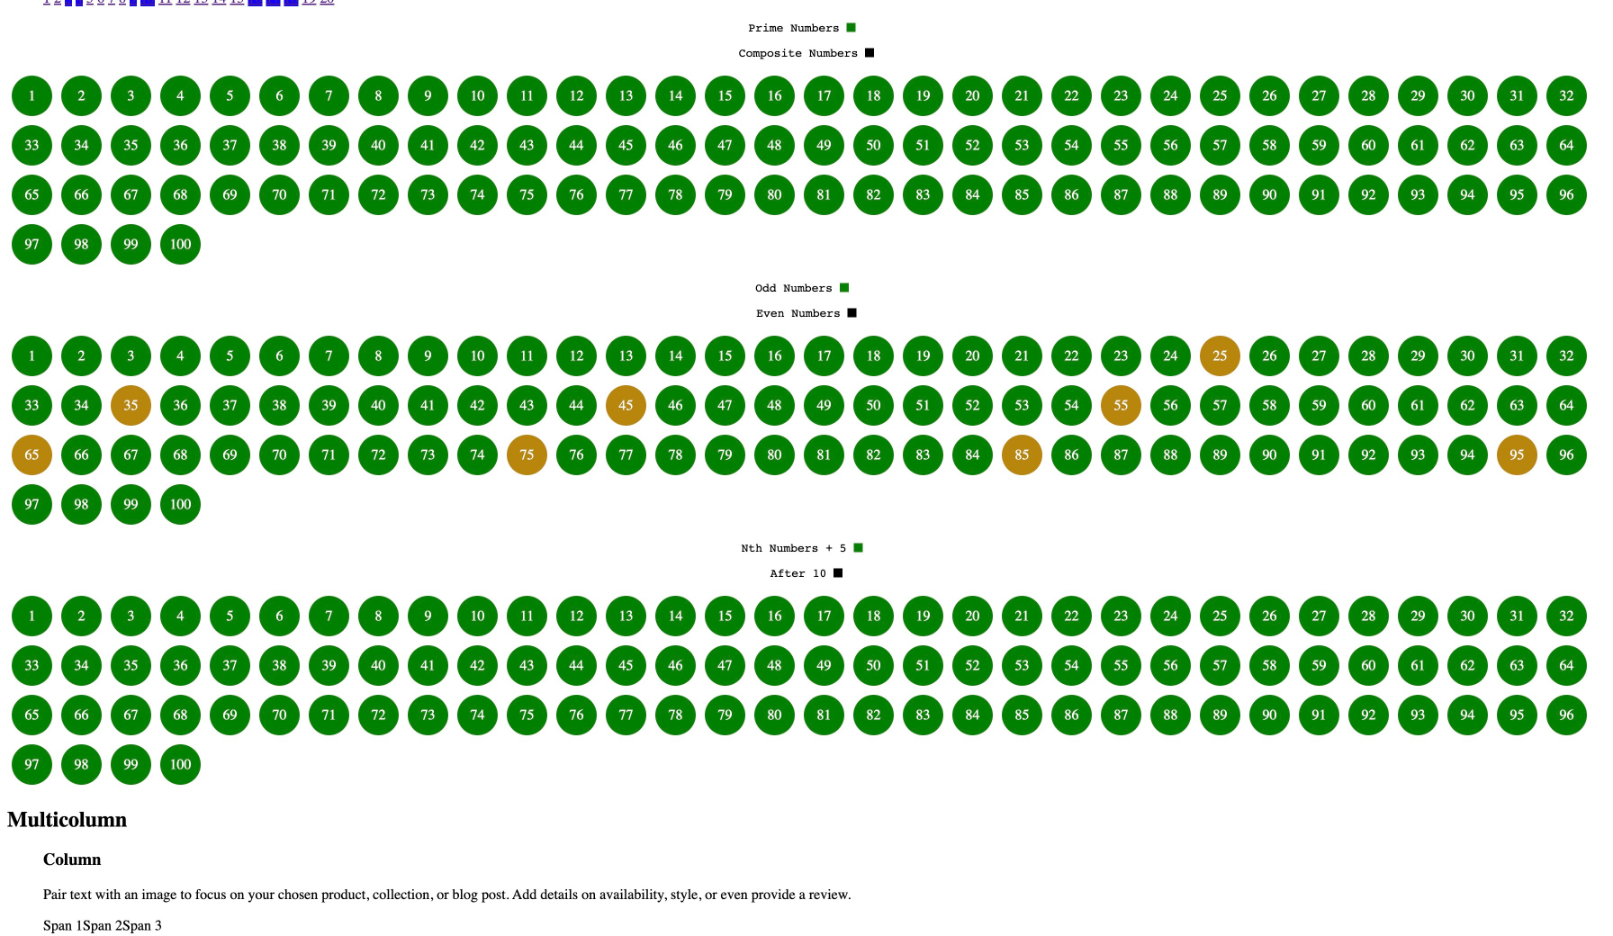 Prime Numbers
Composite Numbers
1 2 3 4 5 6 7 8 9 10 11 12 13 14 15 16 17 18 19 20 21 22 23 24 25 26 27 28 29 30 31 32
33 34 35 36 37 38 39 40 41 42 43 44 45 46 47 48 49 50 51 52 53 54 55 56 57 58 59 60 61 62 63 64
65 66 67 68 69 70 71 72 73 74 75 76 77 78 79 80 81 82 83 84 85 86 87 88 89 90 91 92 93 94 95 96
97 98 99 100
Odd Numbers
Even Numbers
1 2 3 4 5 6 7 8 9 10 11 12 13 14 15 16 17 18 19 20 21 22 23 24 25 26 27 28 29 30 31 32
33 34 35 36 37 38 39 40 41 42 43 44 45 46 47 48 49 50 51 52 53 54 55 56 57 58 59 60 61 62 63 64
65 66 67 68 69 70 71 72 73 74 75 76 77 78 79 80 81 82 83 84 85 86 87 88 89 90 91 92 93 94 95 96
97 98 99 100
Nth Numbers + 5
After 10
1 2 3 4 5 6 7 8 9 10 11 12 13 14 15 16 17 18 19 20 21 22 23 24 25 26 27 28 29 30 31 32
33 34 35 36 37 38 39 40 41 42 43 44 45 46 47 48 49 50 51 52 53 54 55 56 57 58 59 60 61 62 63 64
65 66 67 68 69 70 71 72 73 74 75 76 77 78 79 80 81 82 83 84 85 86 87 88 89 90 91 92 93 94 95 96
97 98 99 100
Multicolumn
Column
Pair text with an image to focus on your chosen product, collection, or blog post. Add details on availability, style, or even provide a review.
Span 1Span 2Span 3